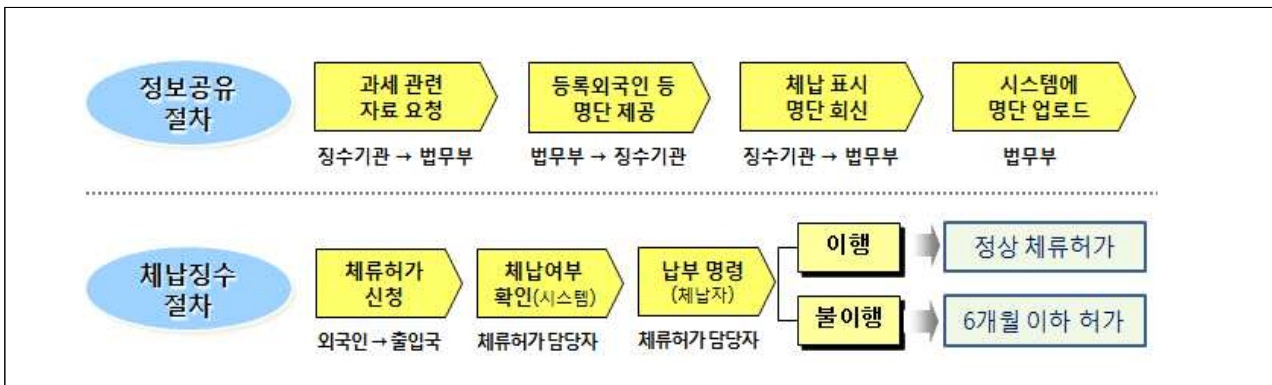 정보공유
절차
과세 관련
자료 요청
등록외국인 등
명단 제공
체납 표시
명단 회신
시스템에
명단 업로드
징수기관 → 법무부
법무부 → 징수기관
징수기관 → 법무부
법무부
체납징수
절차
체류허가
신청
체납여부
확인(시스템)
납부 명령
(체납자)
이행
정상 체류허가
불이행
6개월 이하 허가
외국인 → 출입국
체류허가 담당자
체류허가 담당자